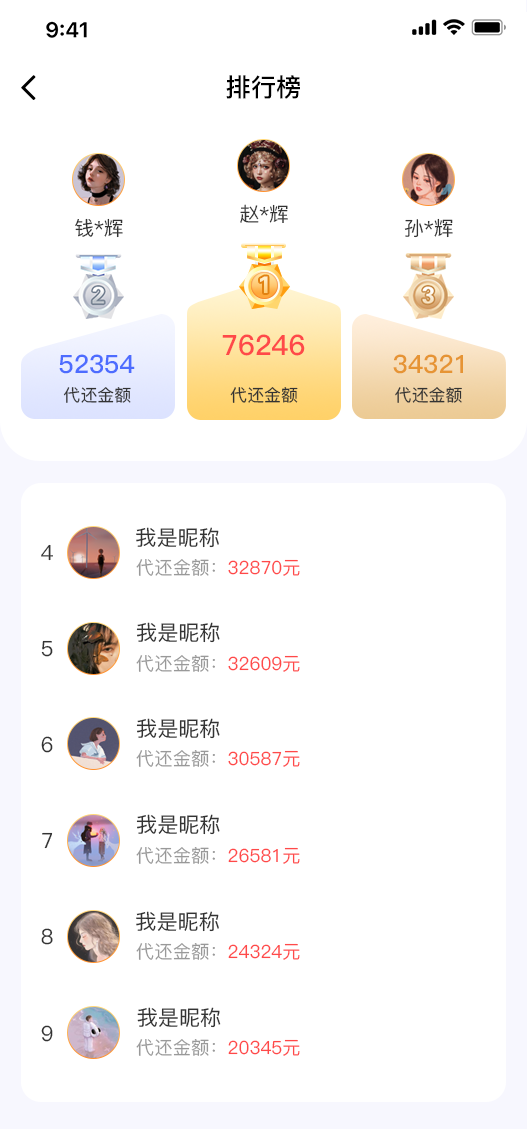 9:41
排行榜
钱*辉
赵*辉
孙*辉
2
1
3
52354
代还金额
76246
代还金额
34321
代还金额
4
我是昵称
代还金额：32870元
5
我是昵称
代还金额：32609元
6
我是昵称
代还金额：30587元
7
我是昵称
代还金额：26581元
8
我是昵称
代还金额：24324元
9
我是昵称
代还金额：20345元